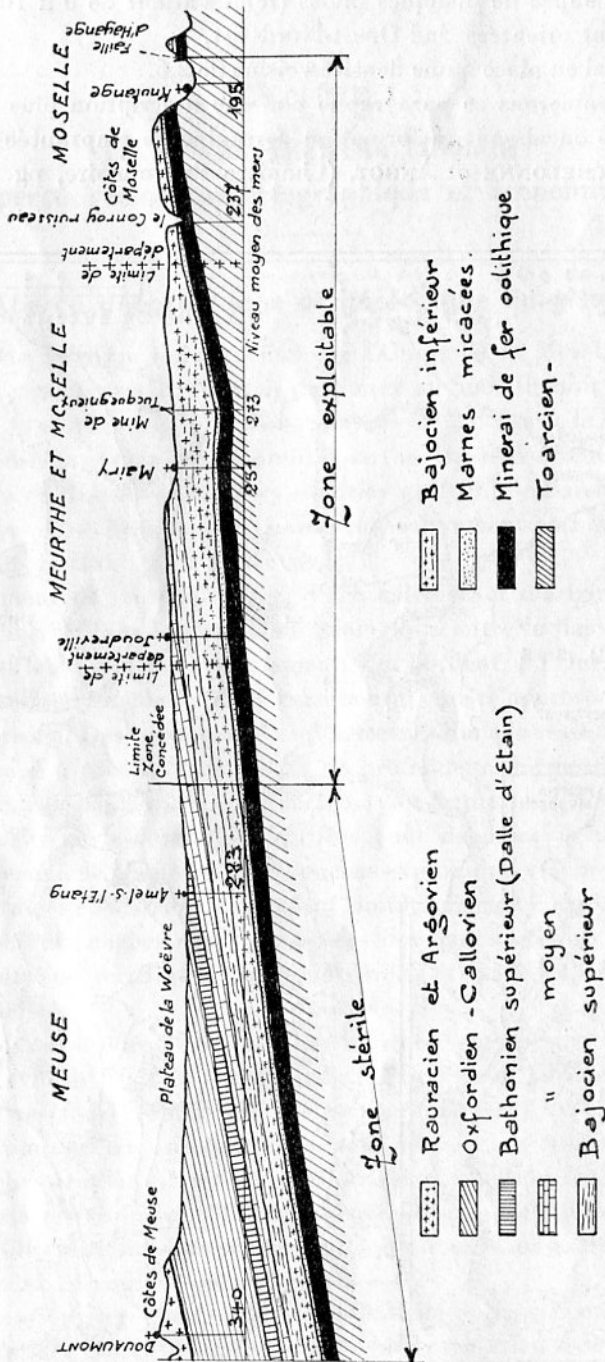 MEUSE
MEURTHE ET MOSELLE
MOSELLE
DOUAUMONT
Côtes de Meuse
Plateau de la Woëvre
Amel-s-l'Etang
Limite
Zone
Concédée
Limite de
département
Joudreville
Mairy
Mine de
Tucquegnieux
Limite de
département
le Conroy ruisseau
Côte de
Moselle
Knutange
Faille
d'Hayange
340
293
251
273
Niveau moyen des mers
237
195
Zone stérile
Zone exploitable
Rauracien et Argovien
Oxfordien - Callovien
Bathonien supérieur (Dalle d'Etain)
" moyen
Bajocien supérieur
Bajocien inférieur
Marnes micacées
Minerai de fer oolithique
Toarcien -